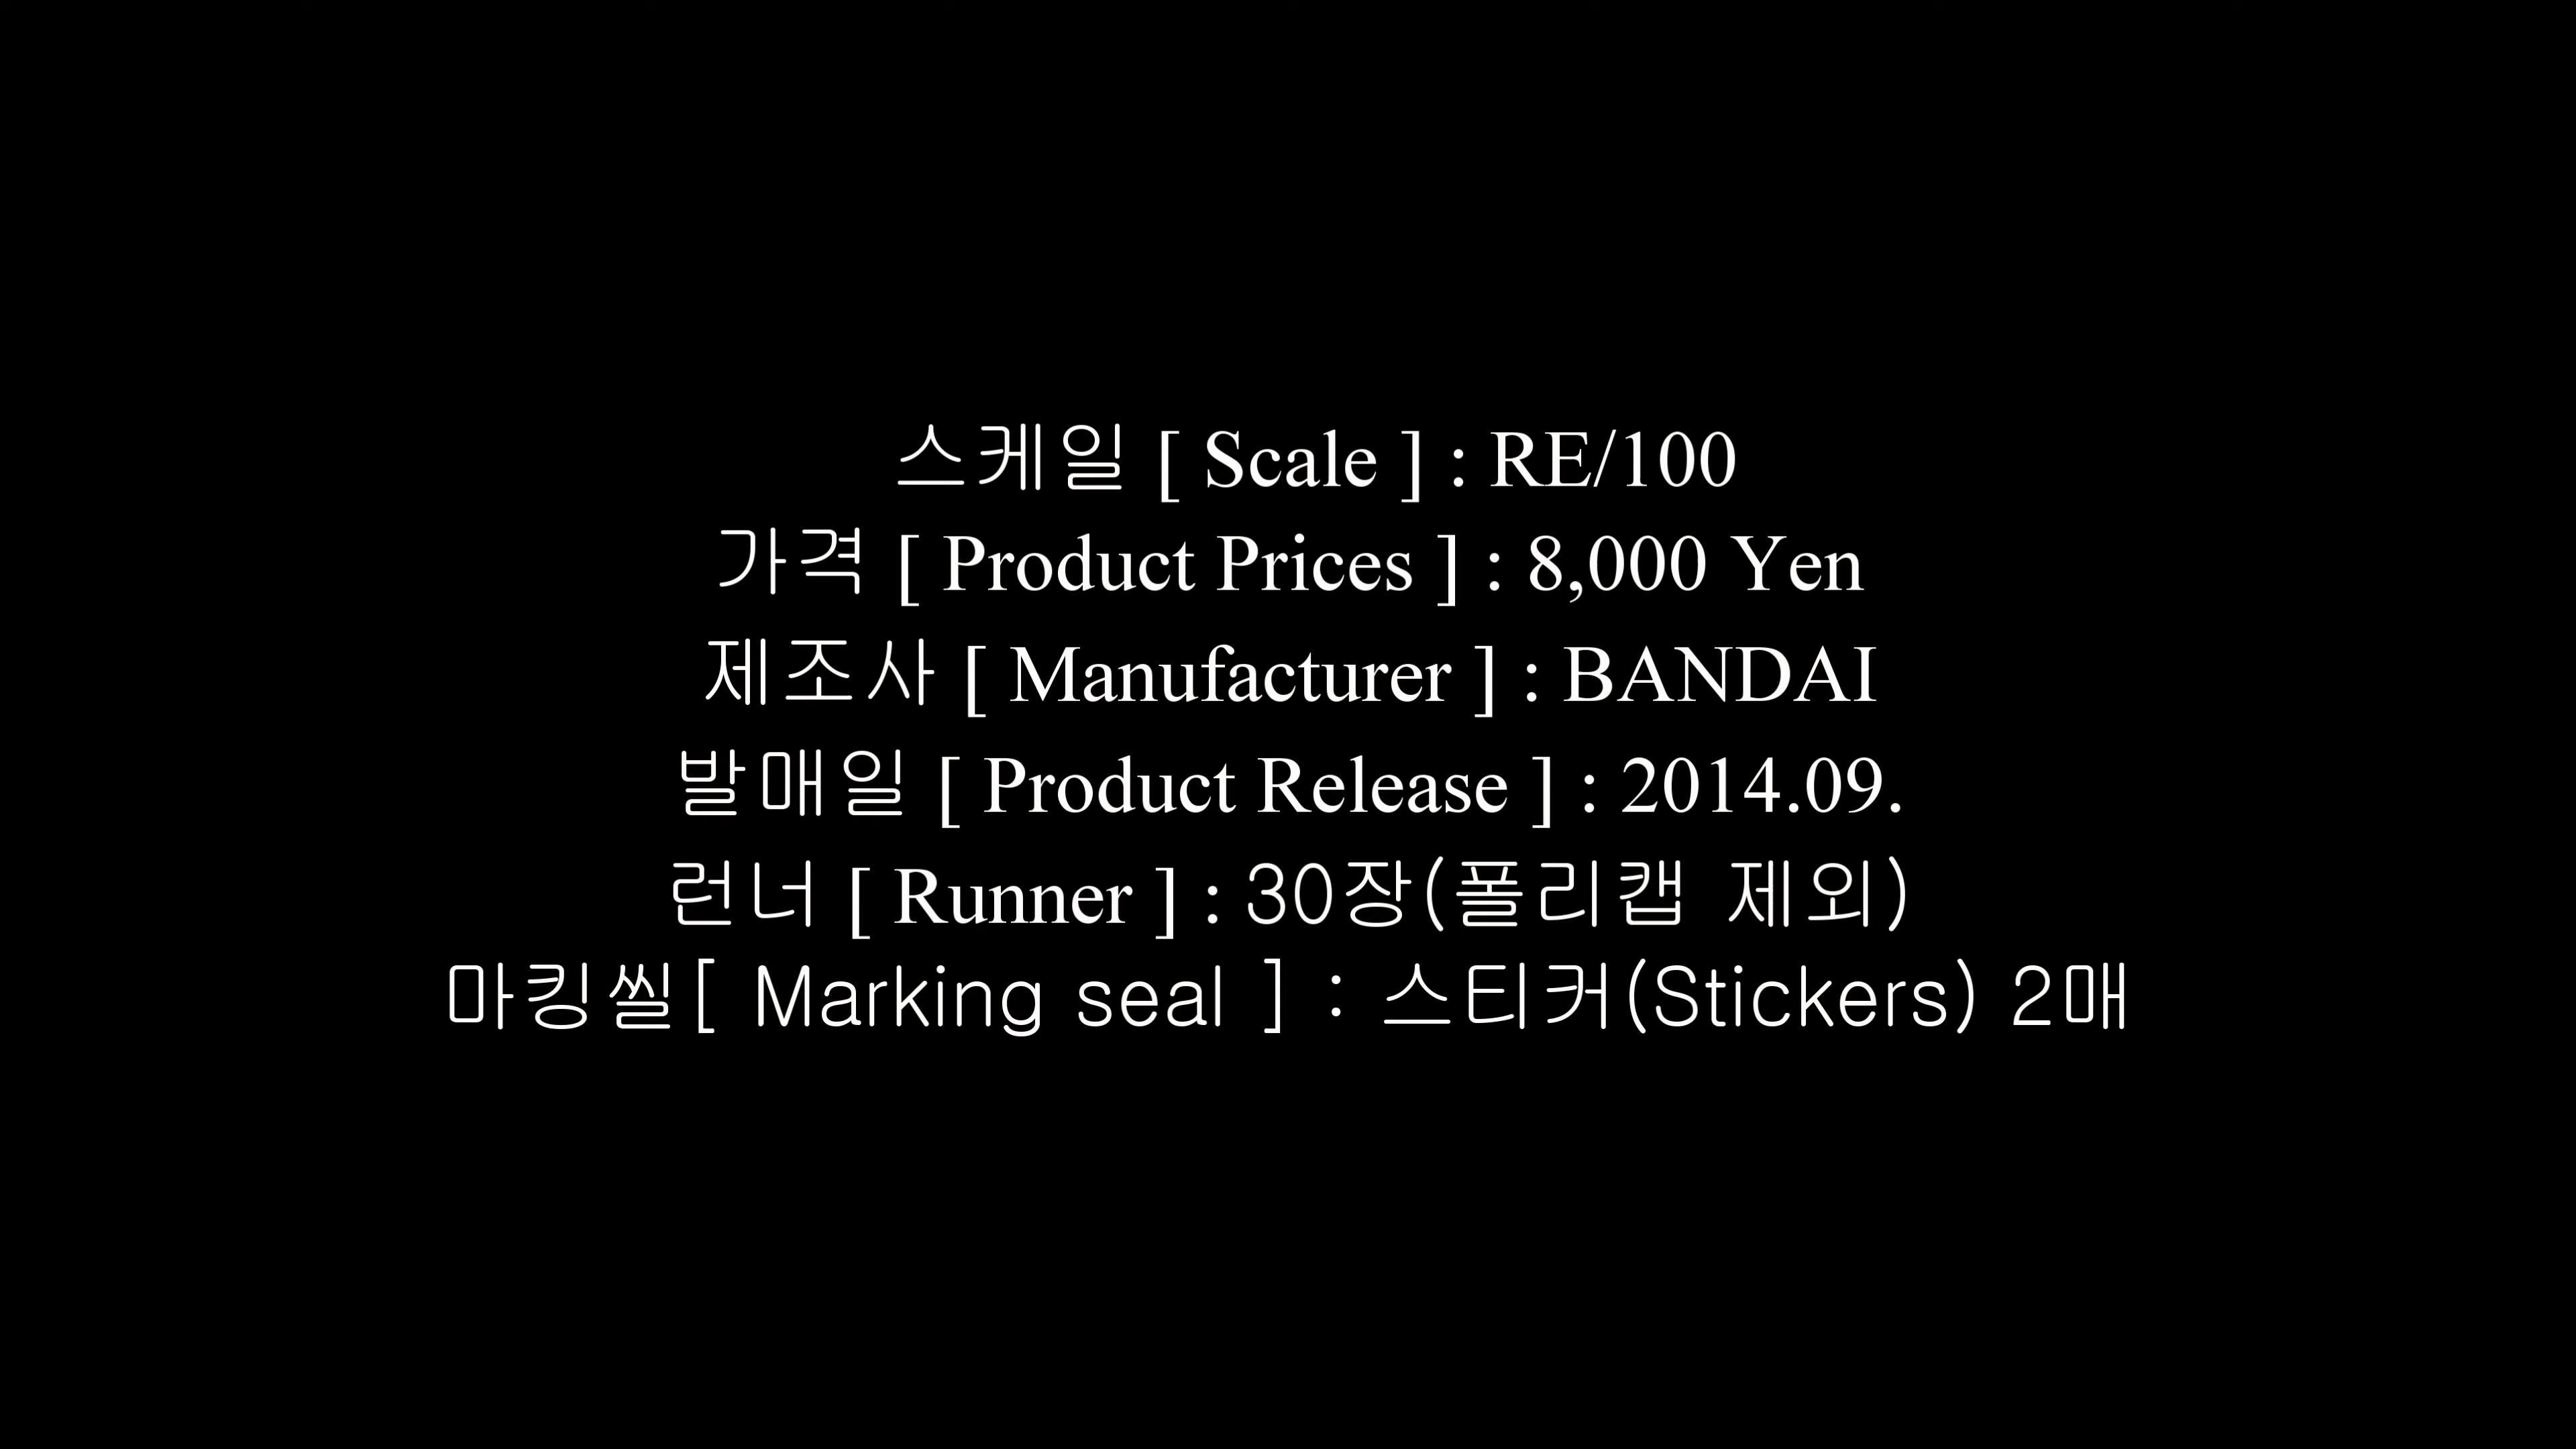 스케일 [ Scale ] : RE/100
가격 [ Product Prices ] : 8,000 Yen
제조사 [ Manufacturer ] : BANDAI
발매일 [ Product Release ] : 2014.09.
런너 [ Runner ] : 30장(폴리캡 제외)
마킹씰[ Marking seal ] : 스티커(Stickers) 2매